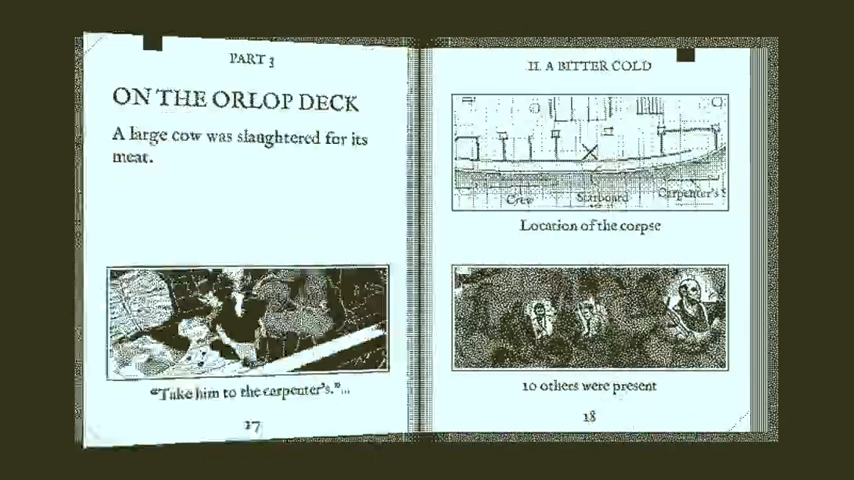 PART 3
ON THE ORLOP DECK
A large cow was slaughtered for its
meat.
"Take him to the carpenter's."...
17
II. A BITTER COLD
Crew
Starboard
Carpenter's S
Location of the corpse
10 others were present
18